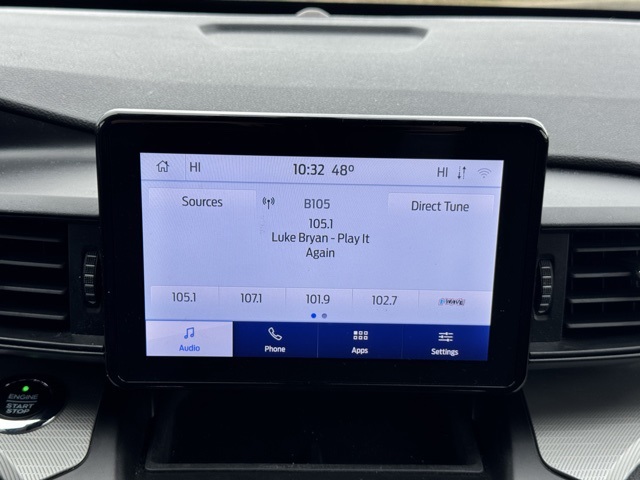 HI 10:32 48° HI
Sources B105 Direct Tune
105.1
Luke Bryan - Play It
Again
105.1 107.1 101.9 102.7
Audio Phone Apps Settings
ENGINE
START
STOP